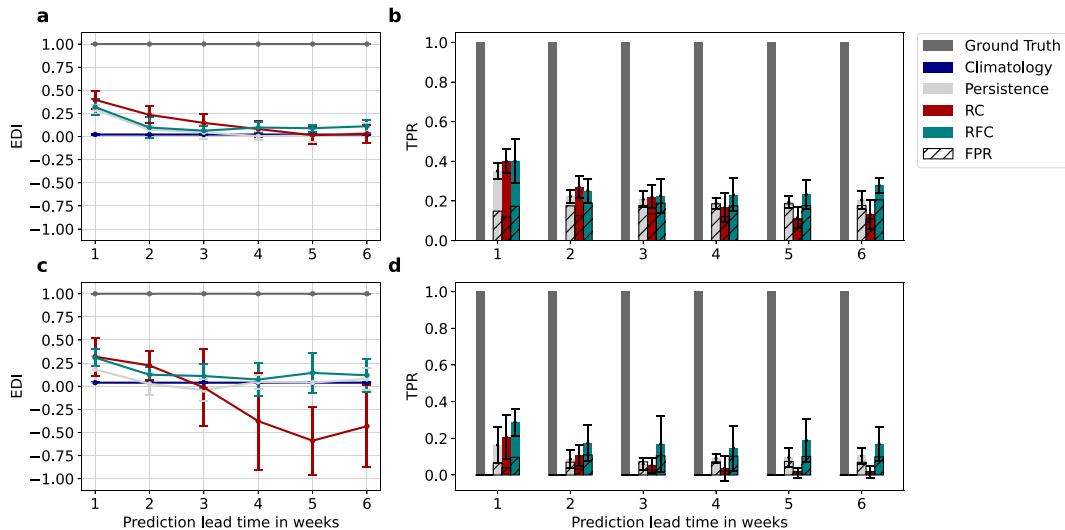 a
1.00
0.75
0.50
0.25
0.00
−0.25
−0.50
−0.75
−1.00
EDI
1 2 3 4 5 6
b
1.0
0.8
0.6
0.4
0.2
0.0
TPR
1 2 3 4 5 6
Ground Truth
Climatology
Persistence
RC
RFC
FPR
c
1.00
0.75
0.50
0.25
0.00
−0.25
−0.50
−0.75
−1.00
EDI
1 2 3 4 5 6
Prediction lead time in weeks
d
1.0
0.8
0.6
0.4
0.2
0.0
TPR
1 2 3 4 5 6
Prediction lead time in weeks